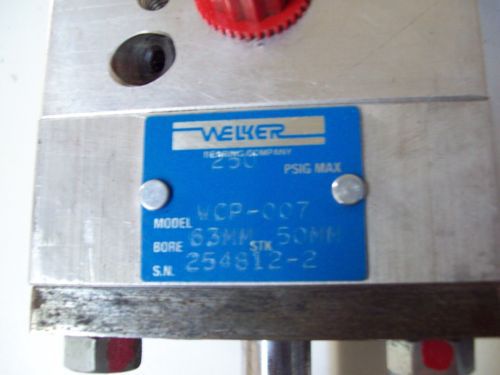 WELKER
BEARING COMPANY
250 PSIG MAX
MODEL WCP-007
BORE 63MM STK 50MM
S.N. 254812-2